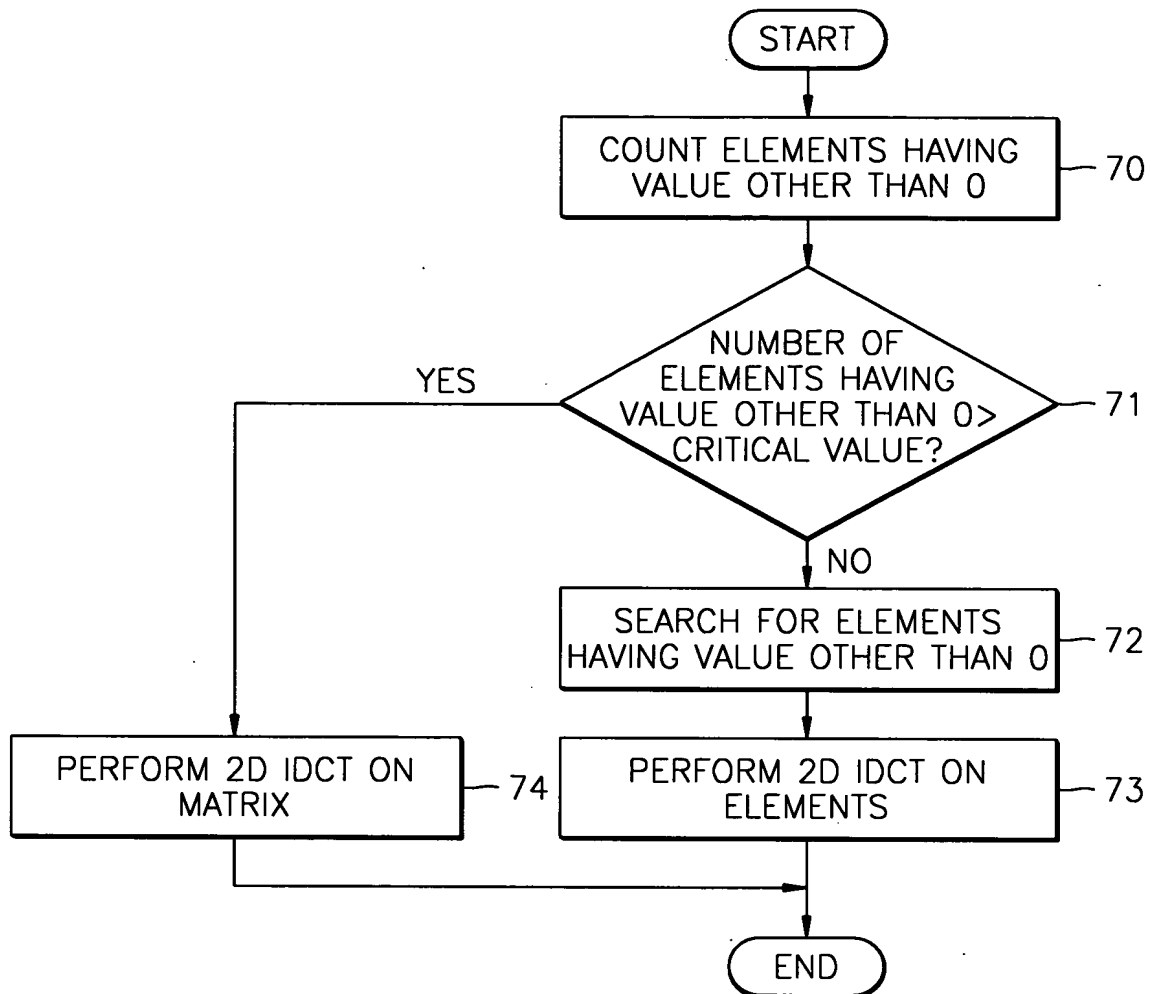 START
COUNT ELEMENTS HAVING
VALUE OTHER THAN 0
70
NUMBER OF
ELEMENTS HAVING
VALUE OTHER THAN 0>
CRITICAL VALUE?
71
YES
NO
SEARCH FOR ELEMENTS
HAVING VALUE OTHER THAN 0
72
PERFORM 2D IDCT ON
MATRIX
74
PERFORM 2D IDCT ON
ELEMENTS
73
END